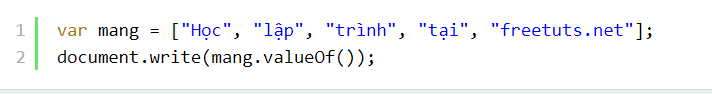 1 var mang = ["Học", "lập", "trình", "tại", "freetuts.net"];
2 document.write(mang.valueOf());